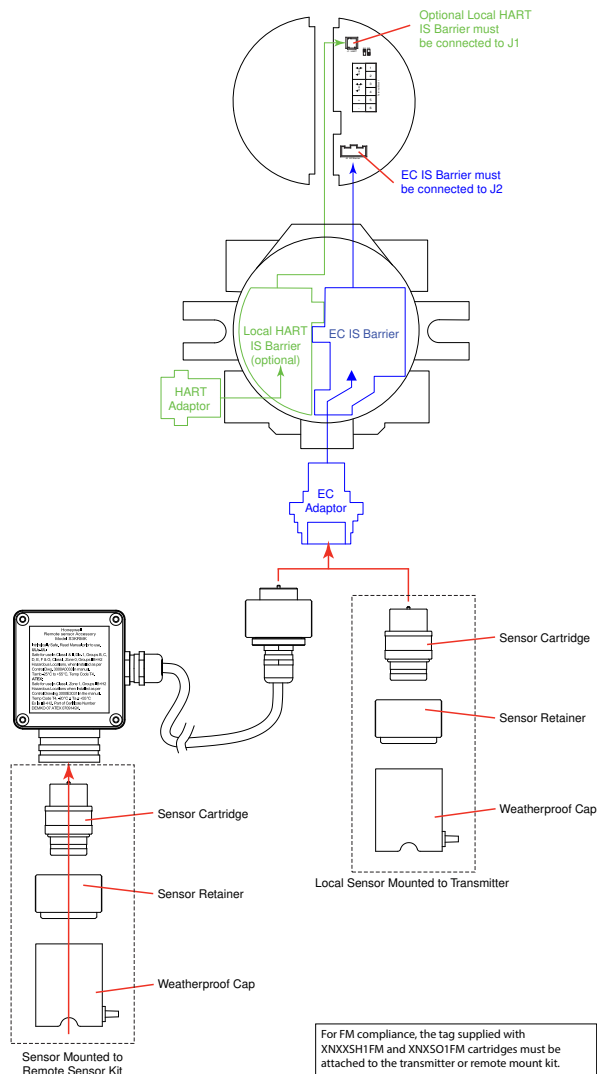 Optional Local HART
IS Barrier must
be connected to J1
EC IS Barrier must
be connected to J2
Local HART
IS Barrier
(optional)
EC IS Barrier
HART
Adaptor
EC
Adaptor
Honeywell
Remote sensor Accessory
Model S3KRMK
Sensor Cartridge
Sensor Retainer
Weatherproof Cap
Local Sensor Mounted to Transmitter
Sensor Cartridge
Sensor Retainer
Weatherproof Cap
Sensor Mounted to
Remote Sensor Kit
For FM compliance, the tag supplied with
XNXXSH1FM and XNXSO1FM cartridges must be
attached to the transmitter or remote mount kit.